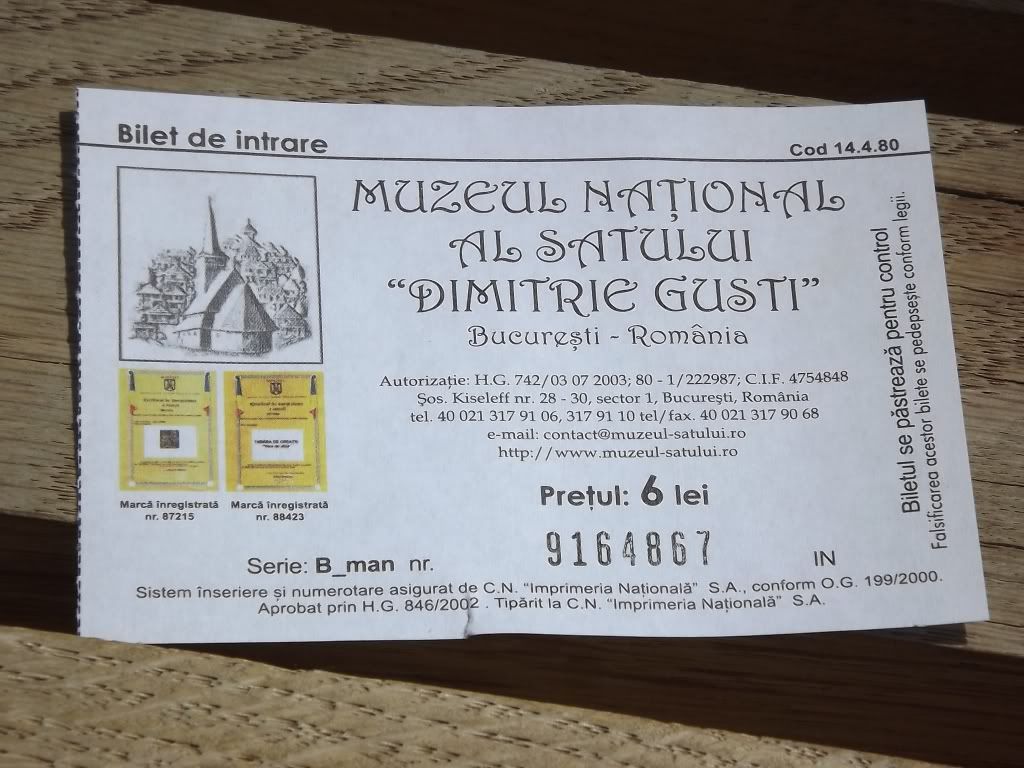 Bilet de intrare
Cod 14.4.80
MUZEUL NAȚIONAL
AL SATULUI
“DIMITRIE GUSTI”
București - România
Autorizație: H.G. 742/03 07 2003; 80 - 1/222987; C.I.F. 4754848
Șos. Kiseleff nr. 28 - 30, sector 1, București, România
tel. 40 021 317 91 06, 317 91 10 tel/fax. 40 021 317 90 68
e-mail: contact@muzeul-satului.ro
http://www.muzeul-satului.ro
Marcă înregistrată
nr. 87215
Marcă înregistrată
nr. 88423
Prețul: 6 lei
Serie: B_man nr.
9164867
IN
Sistem înseriere și numerotare asigurat de C.N. “Imprimeria Națională” S.A., conform O.G. 199/2000.
Aprobat prin H.G. 846/2002 . Tipărit la C.N. “Imprimeria Națională” S.A.
Biletul se păstrează pentru control
Falsificarea acestor bilete se pedepsește conform legii.